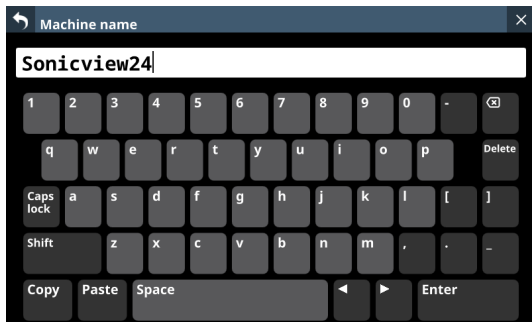 Machine name
Sonicview24
1 2 3 4 5 6 7 8 9 0 -
q w e r t y u i o p Delete
Caps lock a s d f g h j k l [ ]
Shift z x c v b n m , . _
Copy Paste Space ◀ ▶ Enter